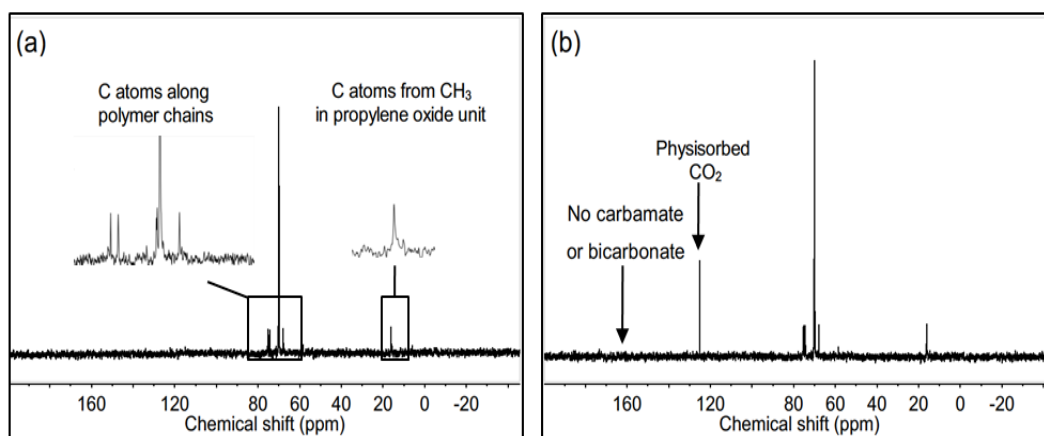 (a)
C atoms along
polymer chains
C atoms from CH₃
in propylene oxide unit
160 120 80 60 40 20 0 -20
Chemical shift (ppm)
(b)
Physisorbed
CO₂
No carbamate
or bicarbonate
160 120 80 60 40 20 0 -20
Chemical shift (ppm)